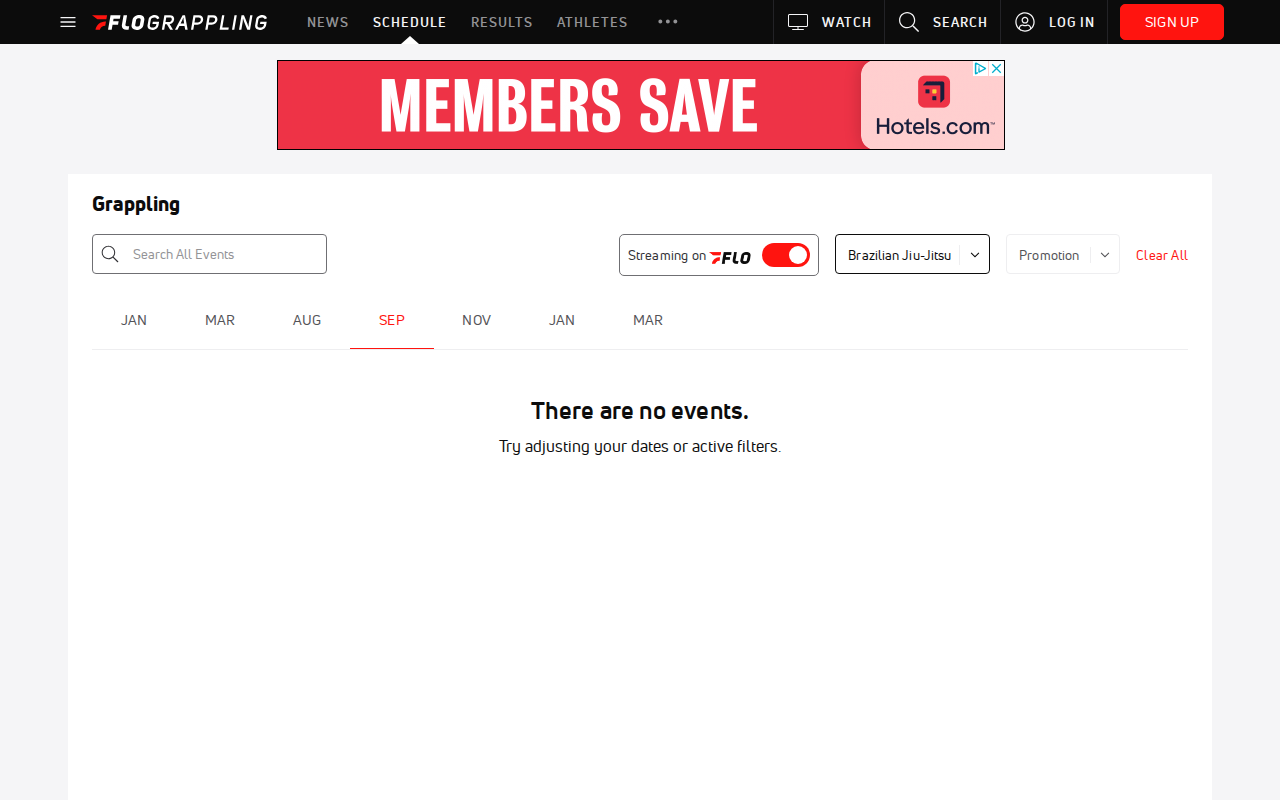 FLOGRAPPLING NEWS SCHEDULE RESULTS ATHLETES WATCH SEARCH LOG IN SIGN UP
MEMBERS SAVE
Hotels.com
Grappling
Search All Events Streaming on FLO Brazilian Jiu-Jitsu Promotion Clear All
JAN MAR AUG SEP NOV JAN MAR
There are no events.
Try adjusting your dates or active filters.